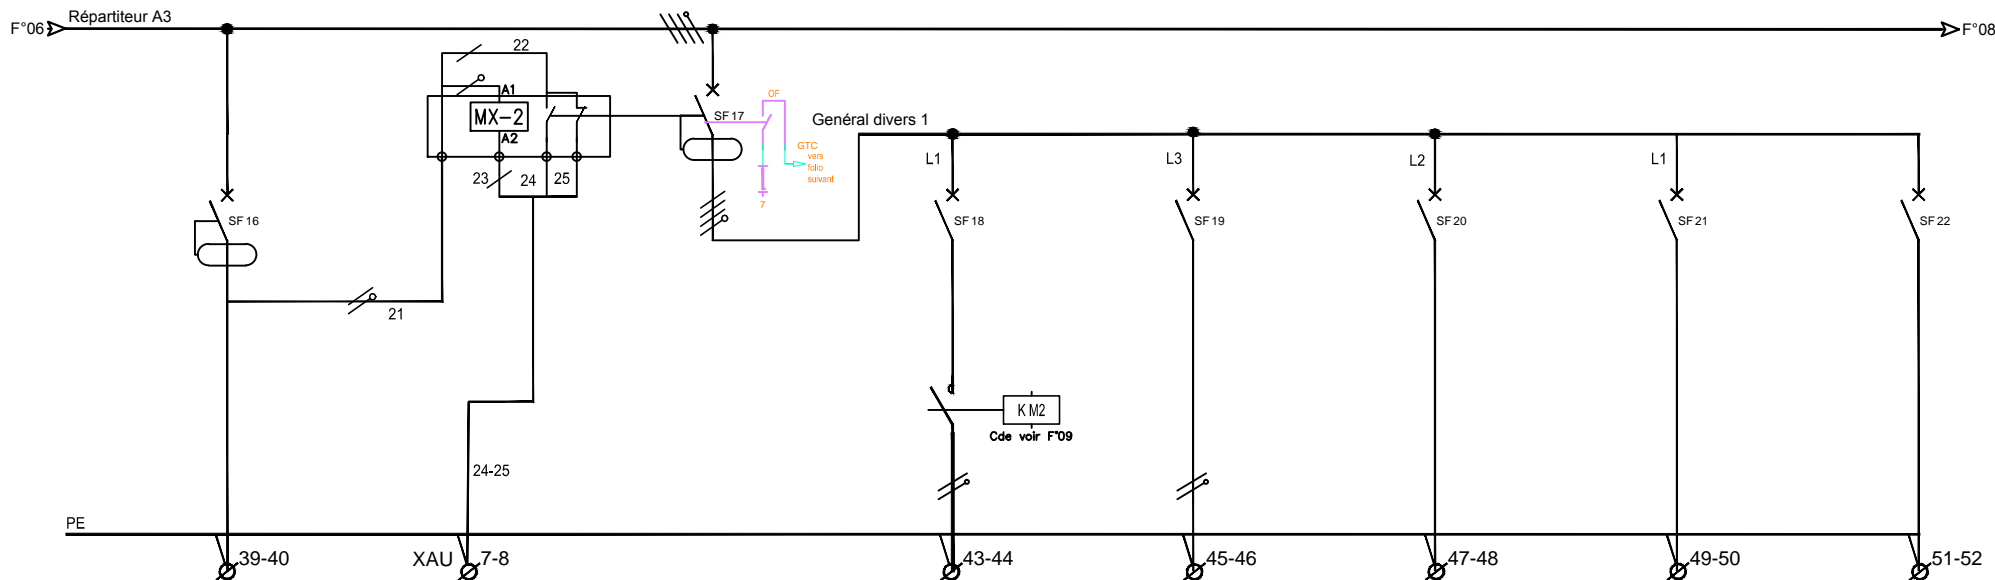 Répartiteur A3
F°06
F°08
22
A1
MX-2
A2
SF 17
OF
Genéral divers 1
GTC
vers
folio
suivant
7
23
24
25
L1
L3
L2
L1
SF 16
SF 18
SF 19
SF 20
SF 21
SF 22
21
K M2
Cde voir F°09
24-25
PE
39-40
XAU
7-8
43-44
45-46
47-48
49-50
51-52